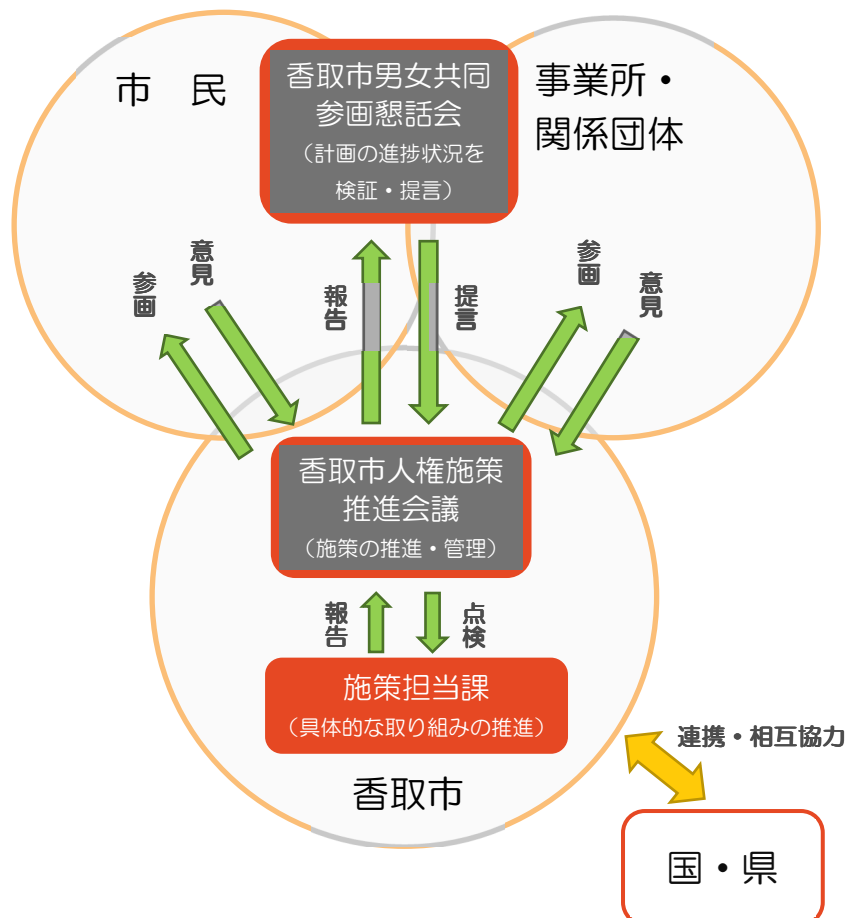 市 民
香取市男女共同
参画懇話会
（計画の進捗状況を
検証・提言）
事業所・
関係団体
参画
意見
報告
提言
参画
意見
香取市人権施策
推進会議
（施策の推進・管理）
報告
点検
施策担当課
（具体的な取り組みの推進）
香取市
連携・相互協力
国・県